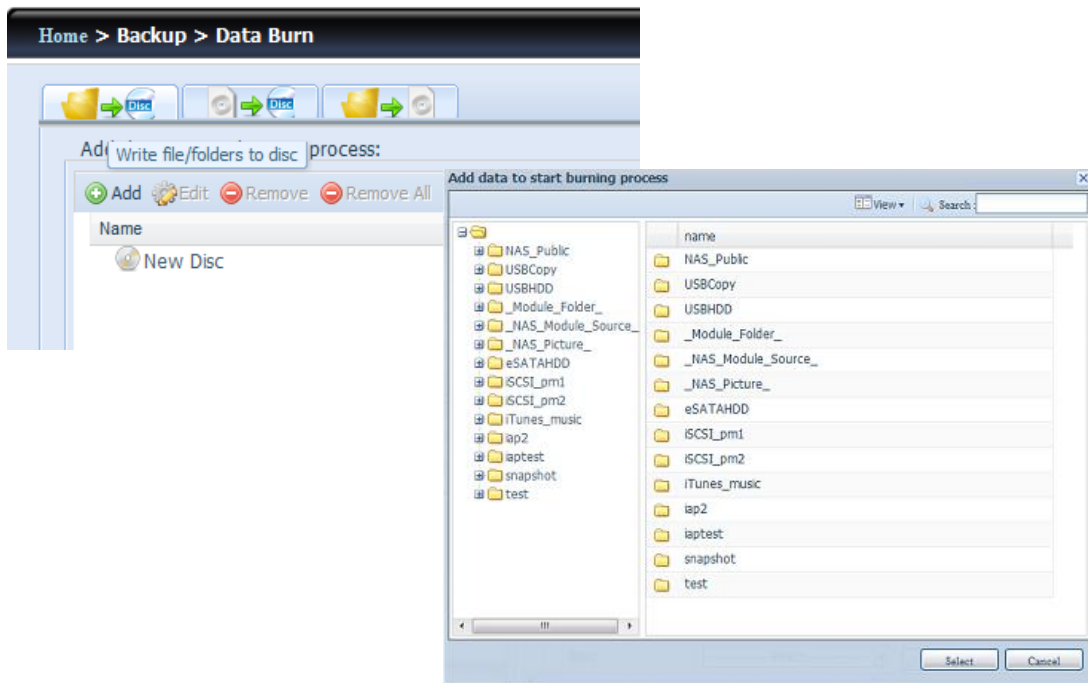 Home > Backup > Data Burn
Disc
Disc
Add
process:
Write file/folders to disc
Add Edit Remove Remove All
Name
New Disc
Add data to start burning process
View Search :
NAS_Public
USBCopy
USBHDD
_Module_Folder_
_NAS_Module_Source_
_NAS_Picture_
eSATAHDD
iSCSI_pm1
iSCSI_pm2
iTunes_music
iap2
iaptest
snapshot
test
name
NAS_Public
USBCopy
USBHDD
_Module_Folder_
_NAS_Module_Source_
_NAS_Picture_
eSATAHDD
iSCSI_pm1
iSCSI_pm2
iTunes_music
iap2
iaptest
snapshot
test
Select Cancel